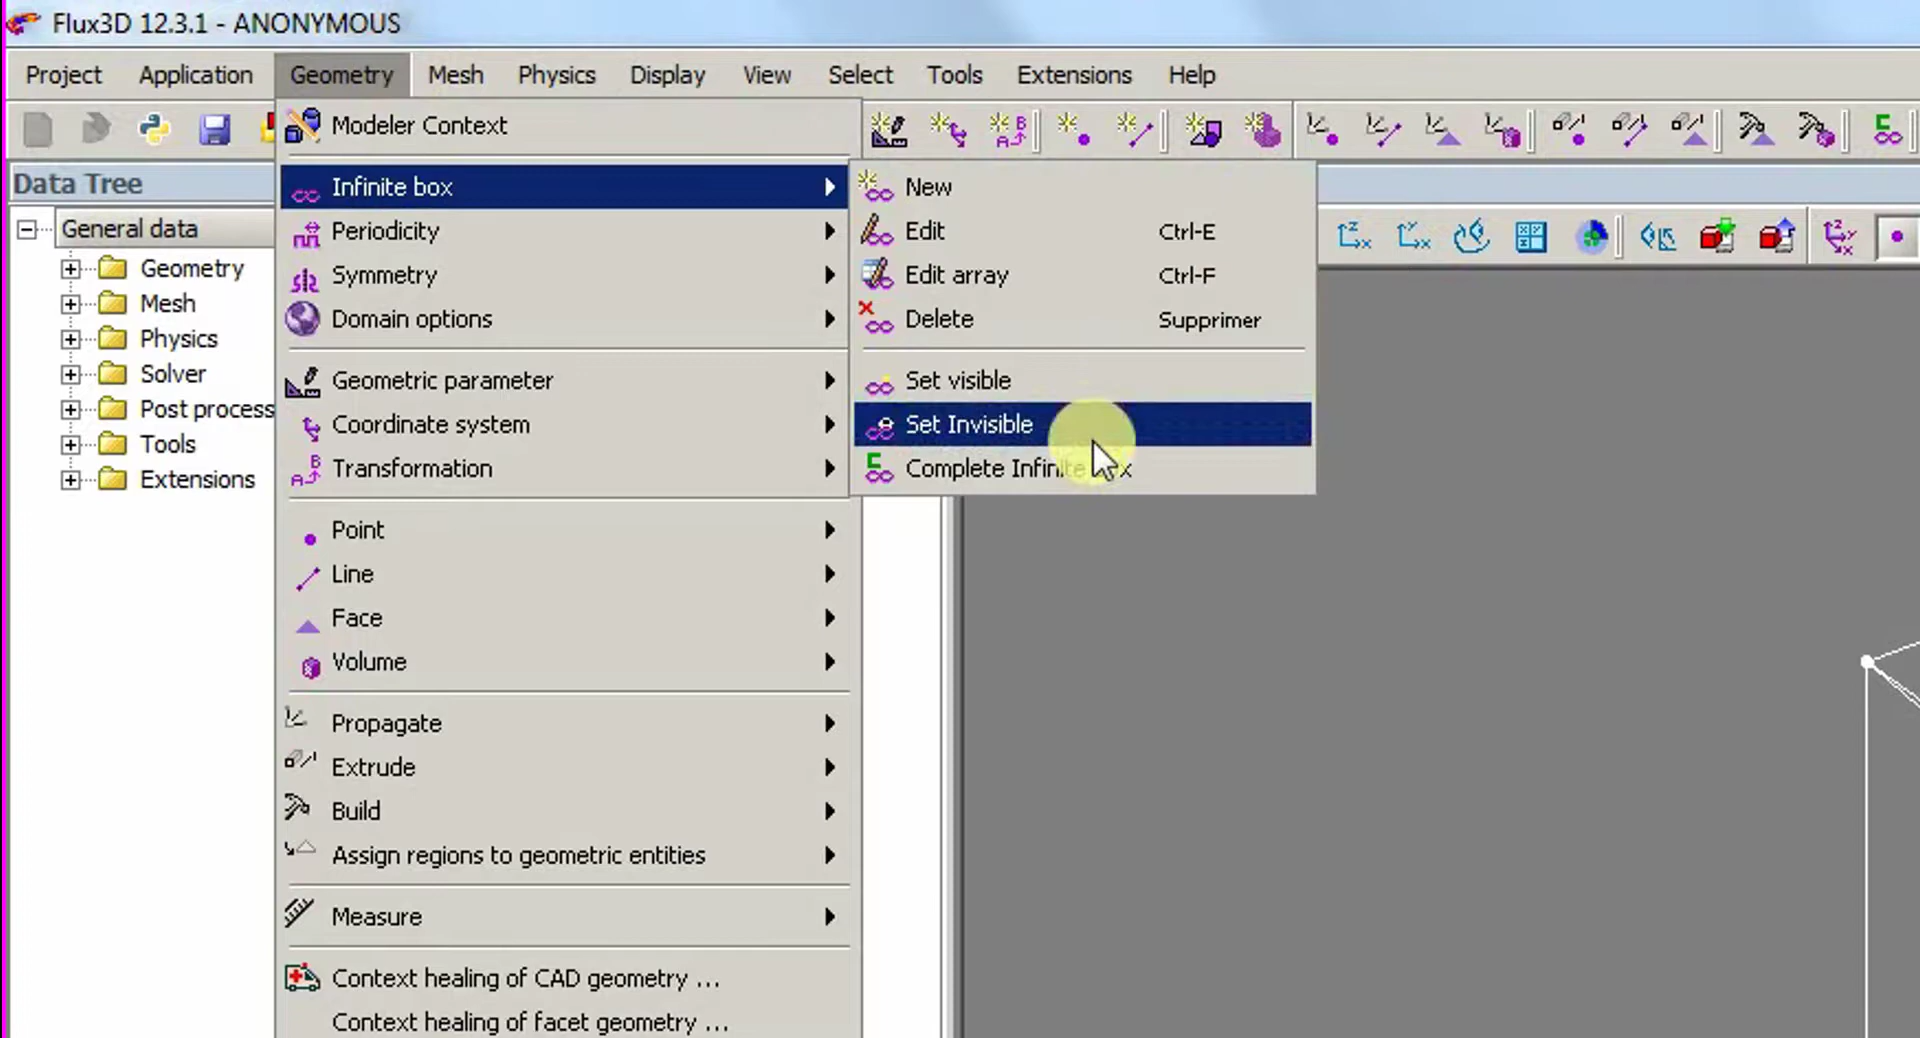 Flux3D 12.3.1 - ANONYMOUS
Project Application Geometry Mesh Physics Display View Select Tools Extensions Help
Data Tree
General data
Geometry
Mesh
Physics
Solver
Post process
Tools
Extensions
Modeler Context
Infinite box
Periodicity
Symmetry
Domain options
Geometric parameter
Coordinate system
Transformation
Point
Line
Face
Volume
Propagate
Extrude
Build
Assign regions to geometric entities
Measure
Context healing of CAD geometry ...
Context healing of facet geometry ...
New
Edit Ctrl-E
Edit array Ctrl-F
Delete Supprimer
Set visible
Set Invisible
Complete Infinite